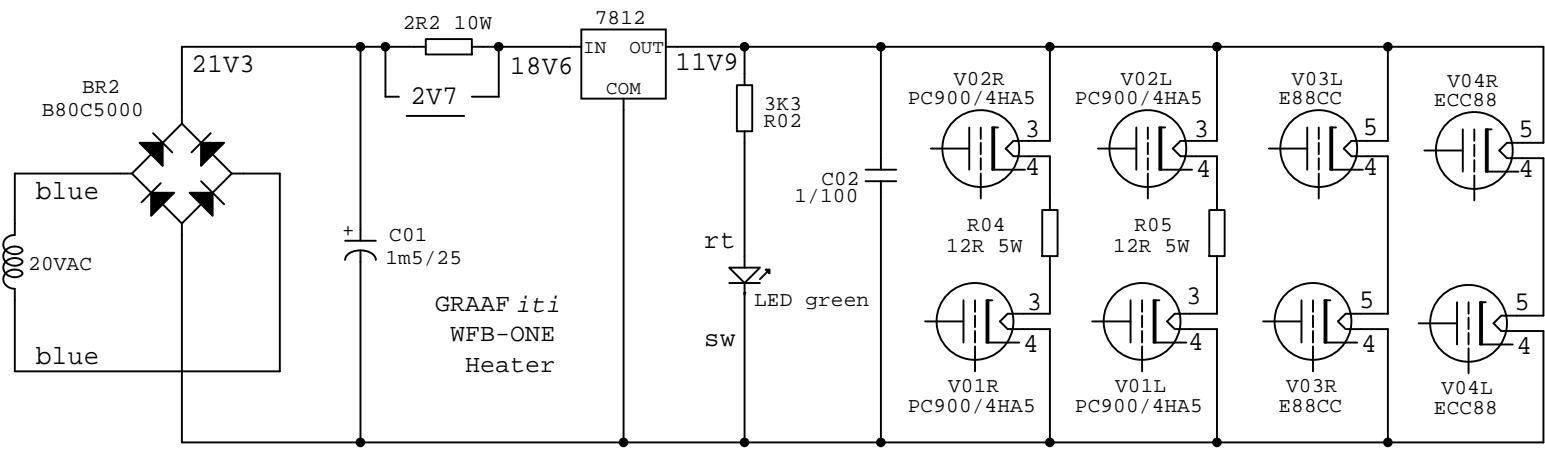 2R2 10W
7812
IN OUT
COM
21V3
2V7
18V6
11V9
BR2
B80C5000
blue
20VAC
blue
+
C01
1m5/25
GRAAF iti
WFB-ONE
Heater
3K3
R02
rt
LED green
sw
C02
1/100
V02R
PC900/4HA5
3
4
R04
12R 5W
3
4
V01R
PC900/4HA5
V02L
PC900/4HA5
3
4
R05
12R 5W
3
4
V01L
PC900/4HA5
V03L
E88CC
5
4
5
4
V03R
E88CC
V04R
ECC88
5
4
5
4
V04L
ECC88